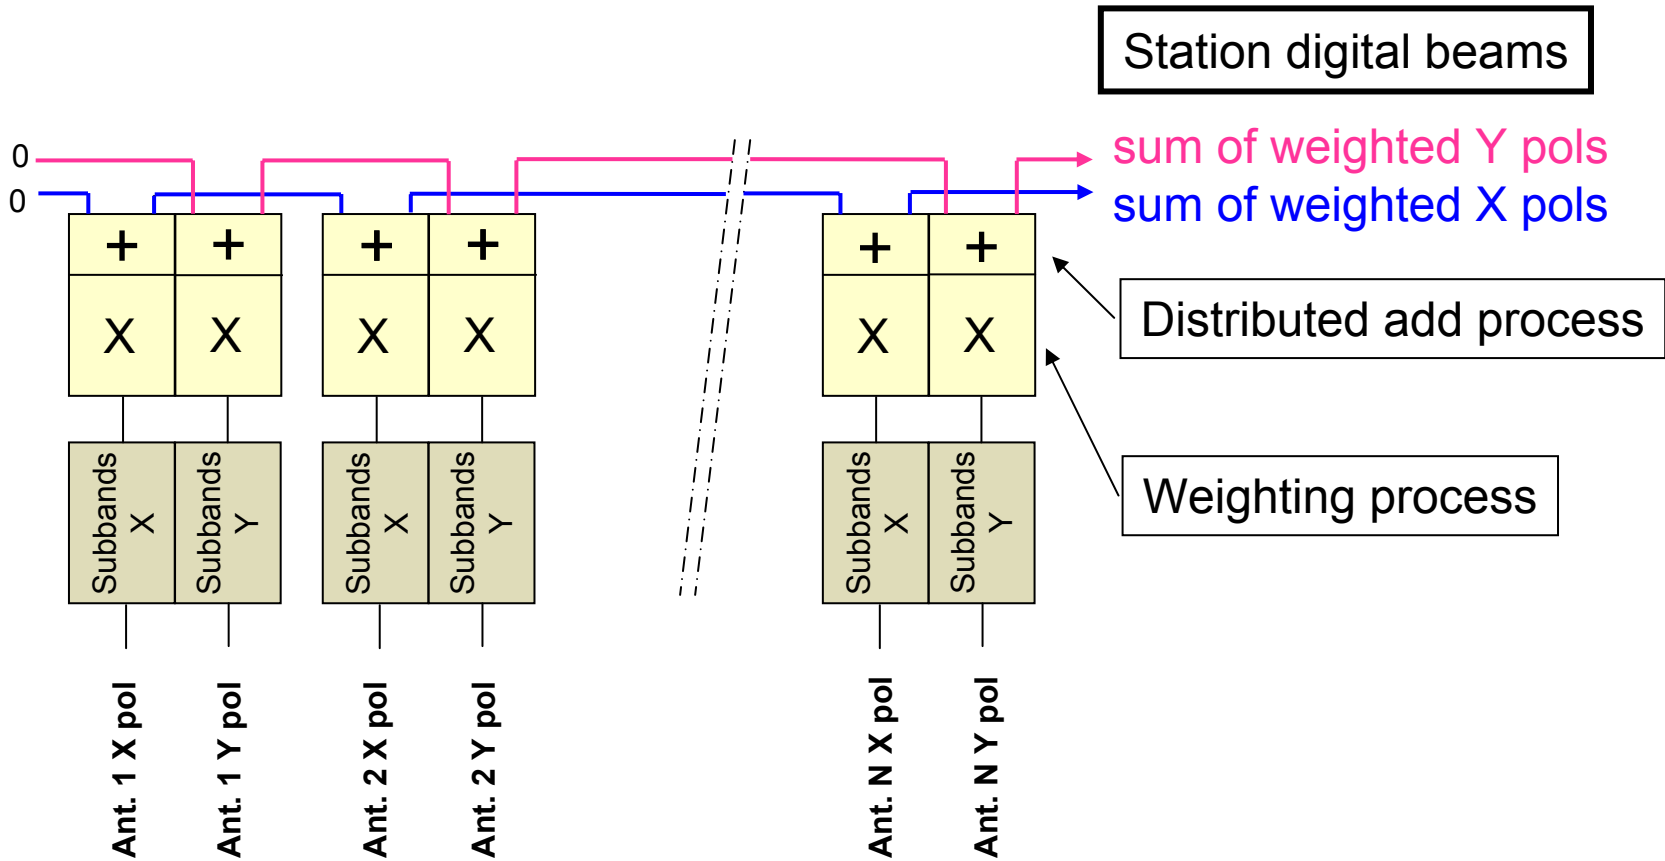 Station digital beams
0
sum of weighted Y pols
0
sum of weighted X pols
+ + + + + +
Distributed add process
X X X X X X
Weighting process
Subbands
X
Subbands
Y
Subbands
X
Subbands
Y
Subbands
X
Subbands
Y
Ant. 1 X pol
Ant. 1 Y pol
Ant. 2 X pol
Ant. 2 Y pol
Ant. N X pol
Ant. N Y pol